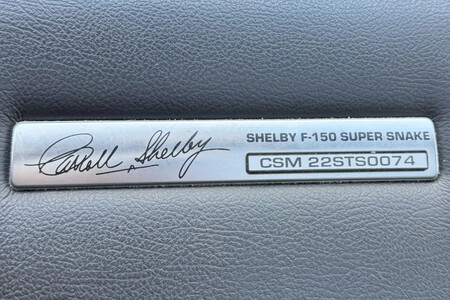 Carroll Shelby
SHELBY F-150 SUPER SNAKE
CSM 22STS0074